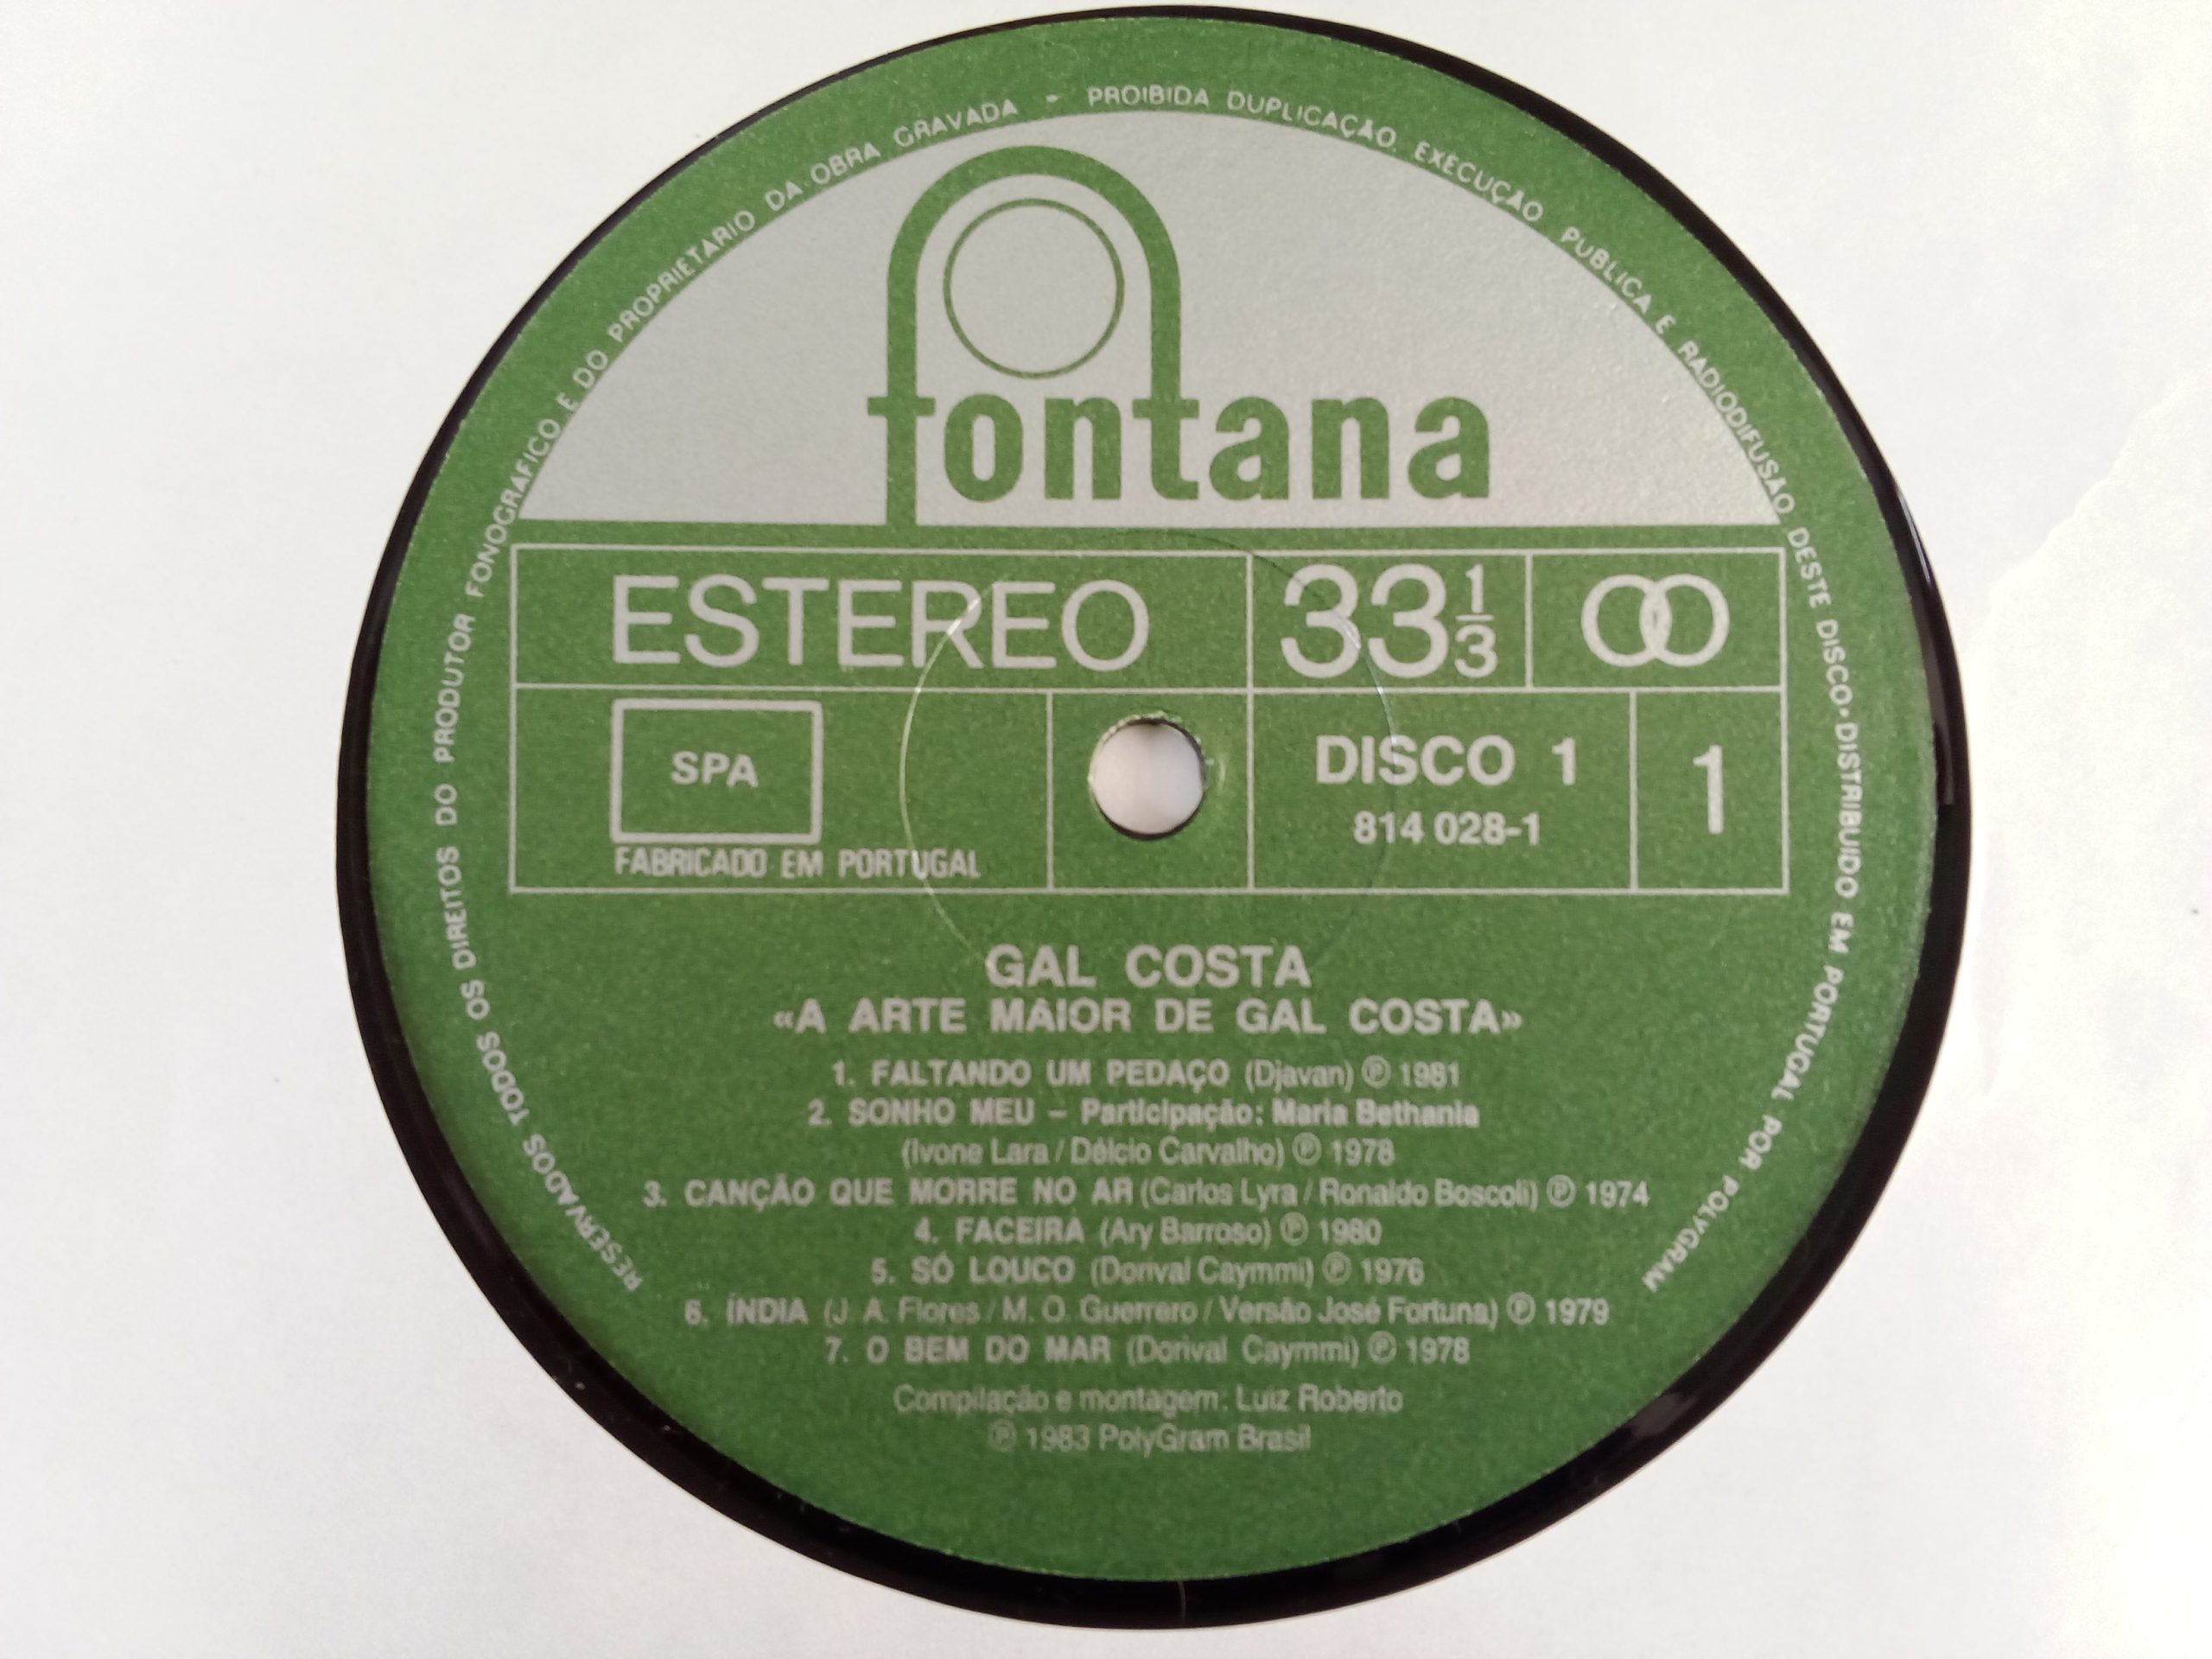 RESERVADOS TODOS OS DIREITOS DO PRODUTOR FONOGRAFICO E DO PROPRIETARIO DA OBRA GRAVADA - PROIBIDA DUPLICAÇÃO. EXECUÇÃO PUBLICA E RADIODIFUSÃO DESTE DISCO • DISTRIBUIDO EM PORTUGAL POR POLYGRAM
fontana
ESTEREO 33 1/3
SPA
DISCO 1 1
814 028-1
FABRICADO EM PORTUGAL
GAL COSTA
«A ARTE MAIOR DE GAL COSTA»
1. FALTANDO UM PEDAÇO (Djavan) ℗ 1981
2. SONHO MEU – Participação: Maria Bethania
(Ivone Lara / Délcio Carvalho) ℗ 1978
3. CANÇÃO QUE MORRE NO AR (Carlos Lyra / Ronaldo Boscoli) ℗ 1974
4. FACEIRA (Ary Barroso) ℗ 1980
5. SÓ LOUCO (Dorival Caymmi) ℗ 1976
6. ÍNDIA (J. A. Flores / M. O. Guerrero / Versão José Fortuna) ℗ 1979
7. O BEM DO MAR (Dorival Caymmi) ℗ 1978
Compilação e montagem: Luiz Roberto
℗ 1983 PolyGram Brasil